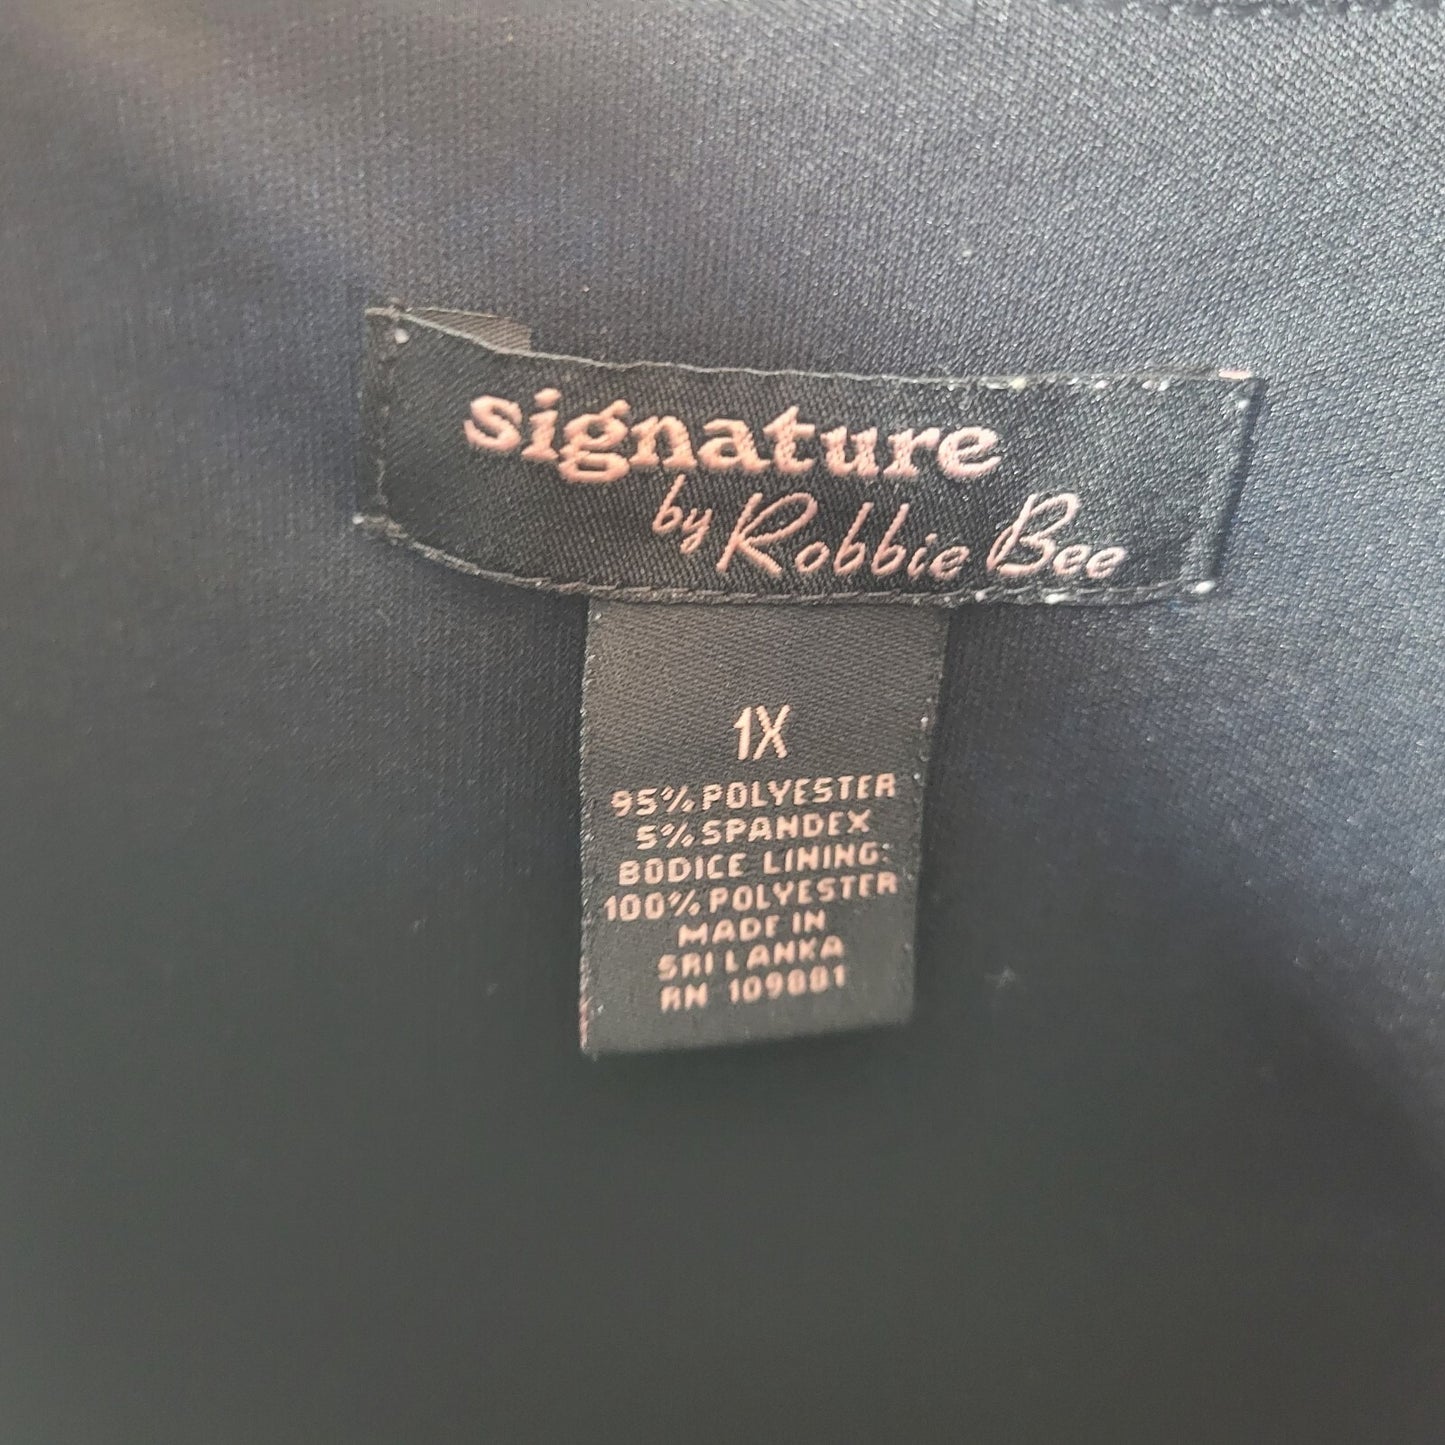 signature
by Robbie Bee
1X
95% POLYESTER
5% SPANDEX
BODICE LINING:
100% POLYESTER
MADE IN
SRI LANKA
RN 109881